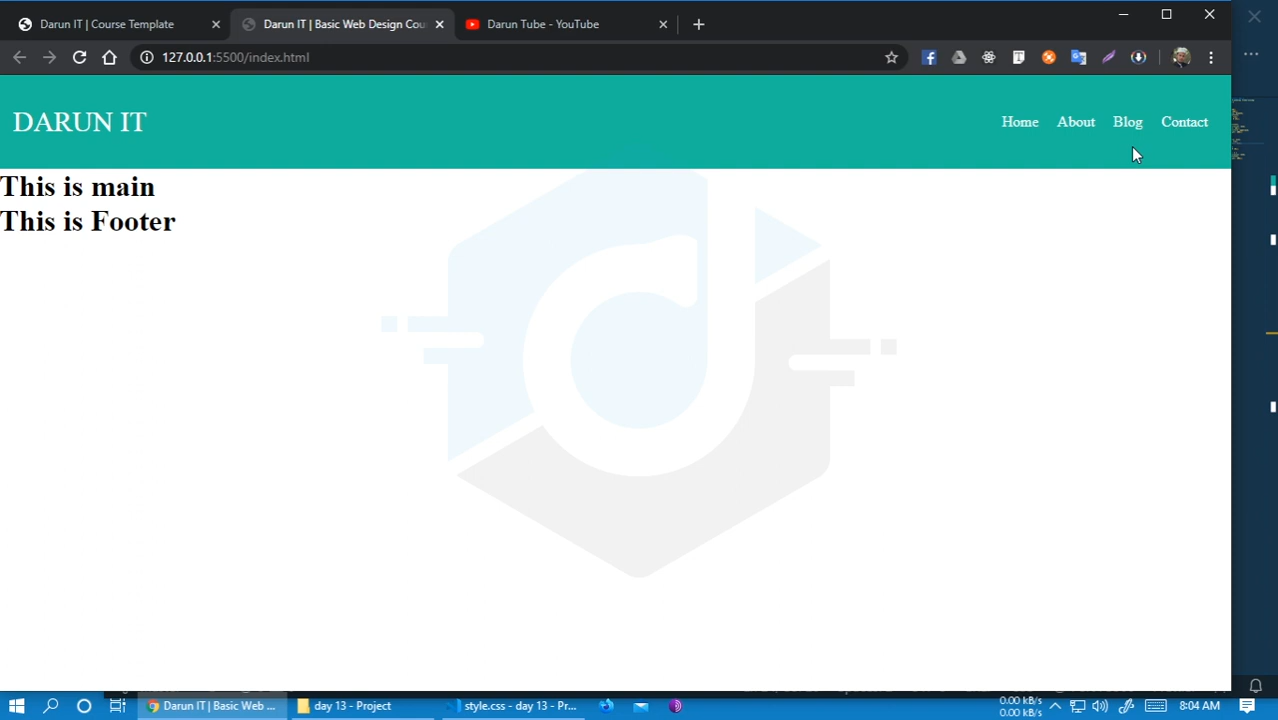 Darun IT | Course Template
Darun IT | Basic Web Design Cou
Darun Tube - YouTube
127.0.0.1:5500/index.html
DARUN IT
Home About Blog Contact
This is main
This is Footer
Darun IT | Basic Web ...
day 13 - Project
style.css - day 13 - Pr...
0.00 kB/s
0.00 kB/s
8:04 AM